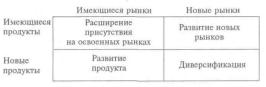 Имеющиеся рынки Новые рынки
Имеющиеся продукты
Расширение присутствия на освоенных рынках
Развитие новых рынков
Новые продукты
Развитие продукта
Диверсификация